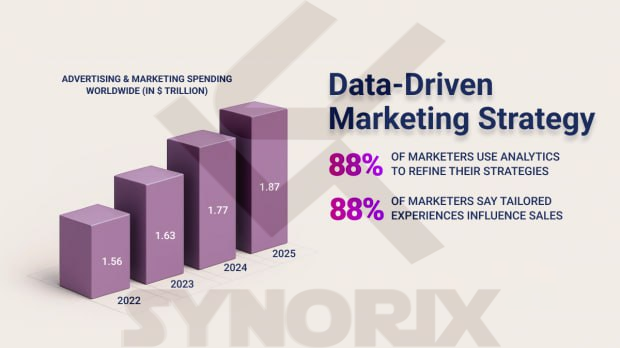 ADVERTISING & MARKETING SPENDING
WORLDWIDE (IN $ TRILLION)
1.56
1.63
1.77
1.87
2022
2023
2024
2025
Data-Driven
Marketing Strategy
88% OF MARKETERS USE ANALYTICS
TO REFINE THEIR STRATEGIES
88% OF MARKETERS SAY TAILORED
EXPERIENCES INFLUENCE SALES
SYNORIX